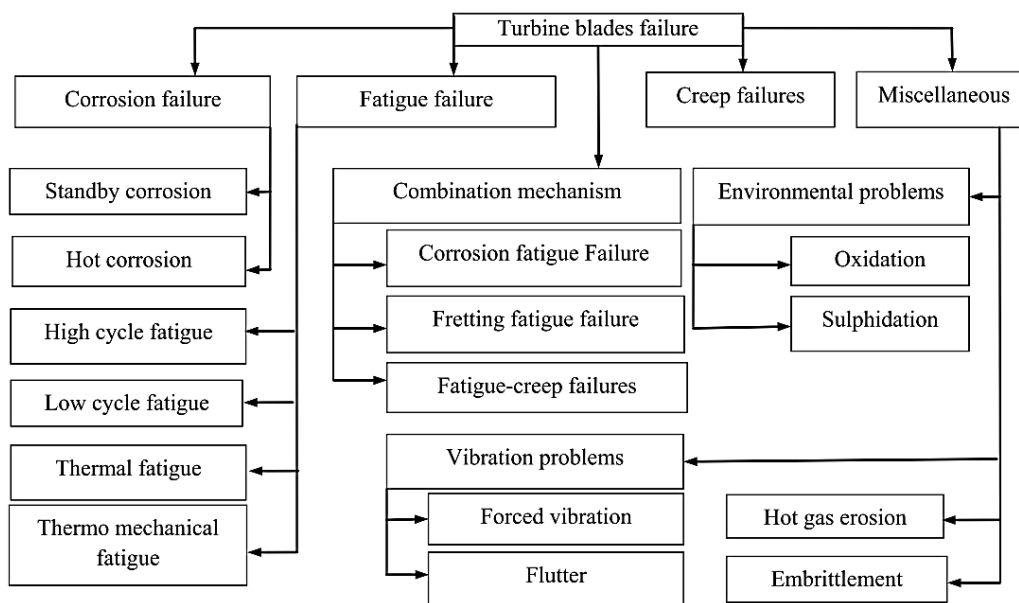 Turbine blades failure
Corrosion failure
Fatigue failure
Creep failures
Miscellaneous
Standby corrosion
Hot corrosion
High cycle fatigue
Low cycle fatigue
Thermal fatigue
Thermo mechanical
fatigue
Combination mechanism
Corrosion fatigue Failure
Fretting fatigue failure
Fatigue-creep failures
Environmental problems
Oxidation
Sulphidation
Vibration problems
Forced vibration
Flutter
Hot gas erosion
Embrittlement